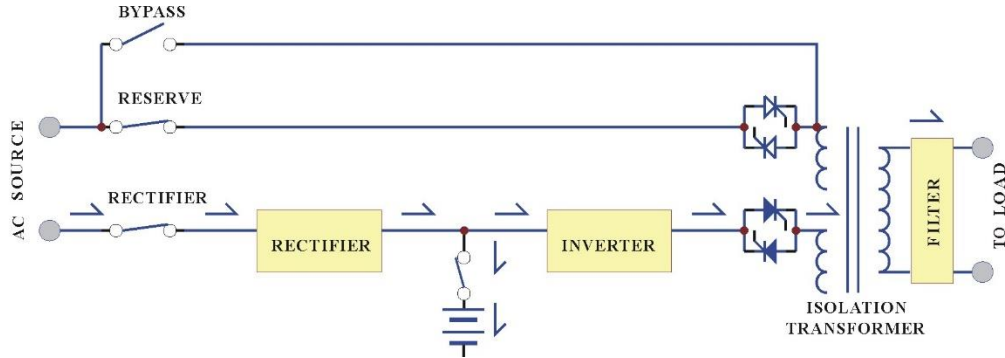 BYPASS
RESERVE
AC SOURCE
RECTIFIER
RECTIFIER
INVERTER
FILTER
TO LOAD
ISOLATION
TRANSFORMER